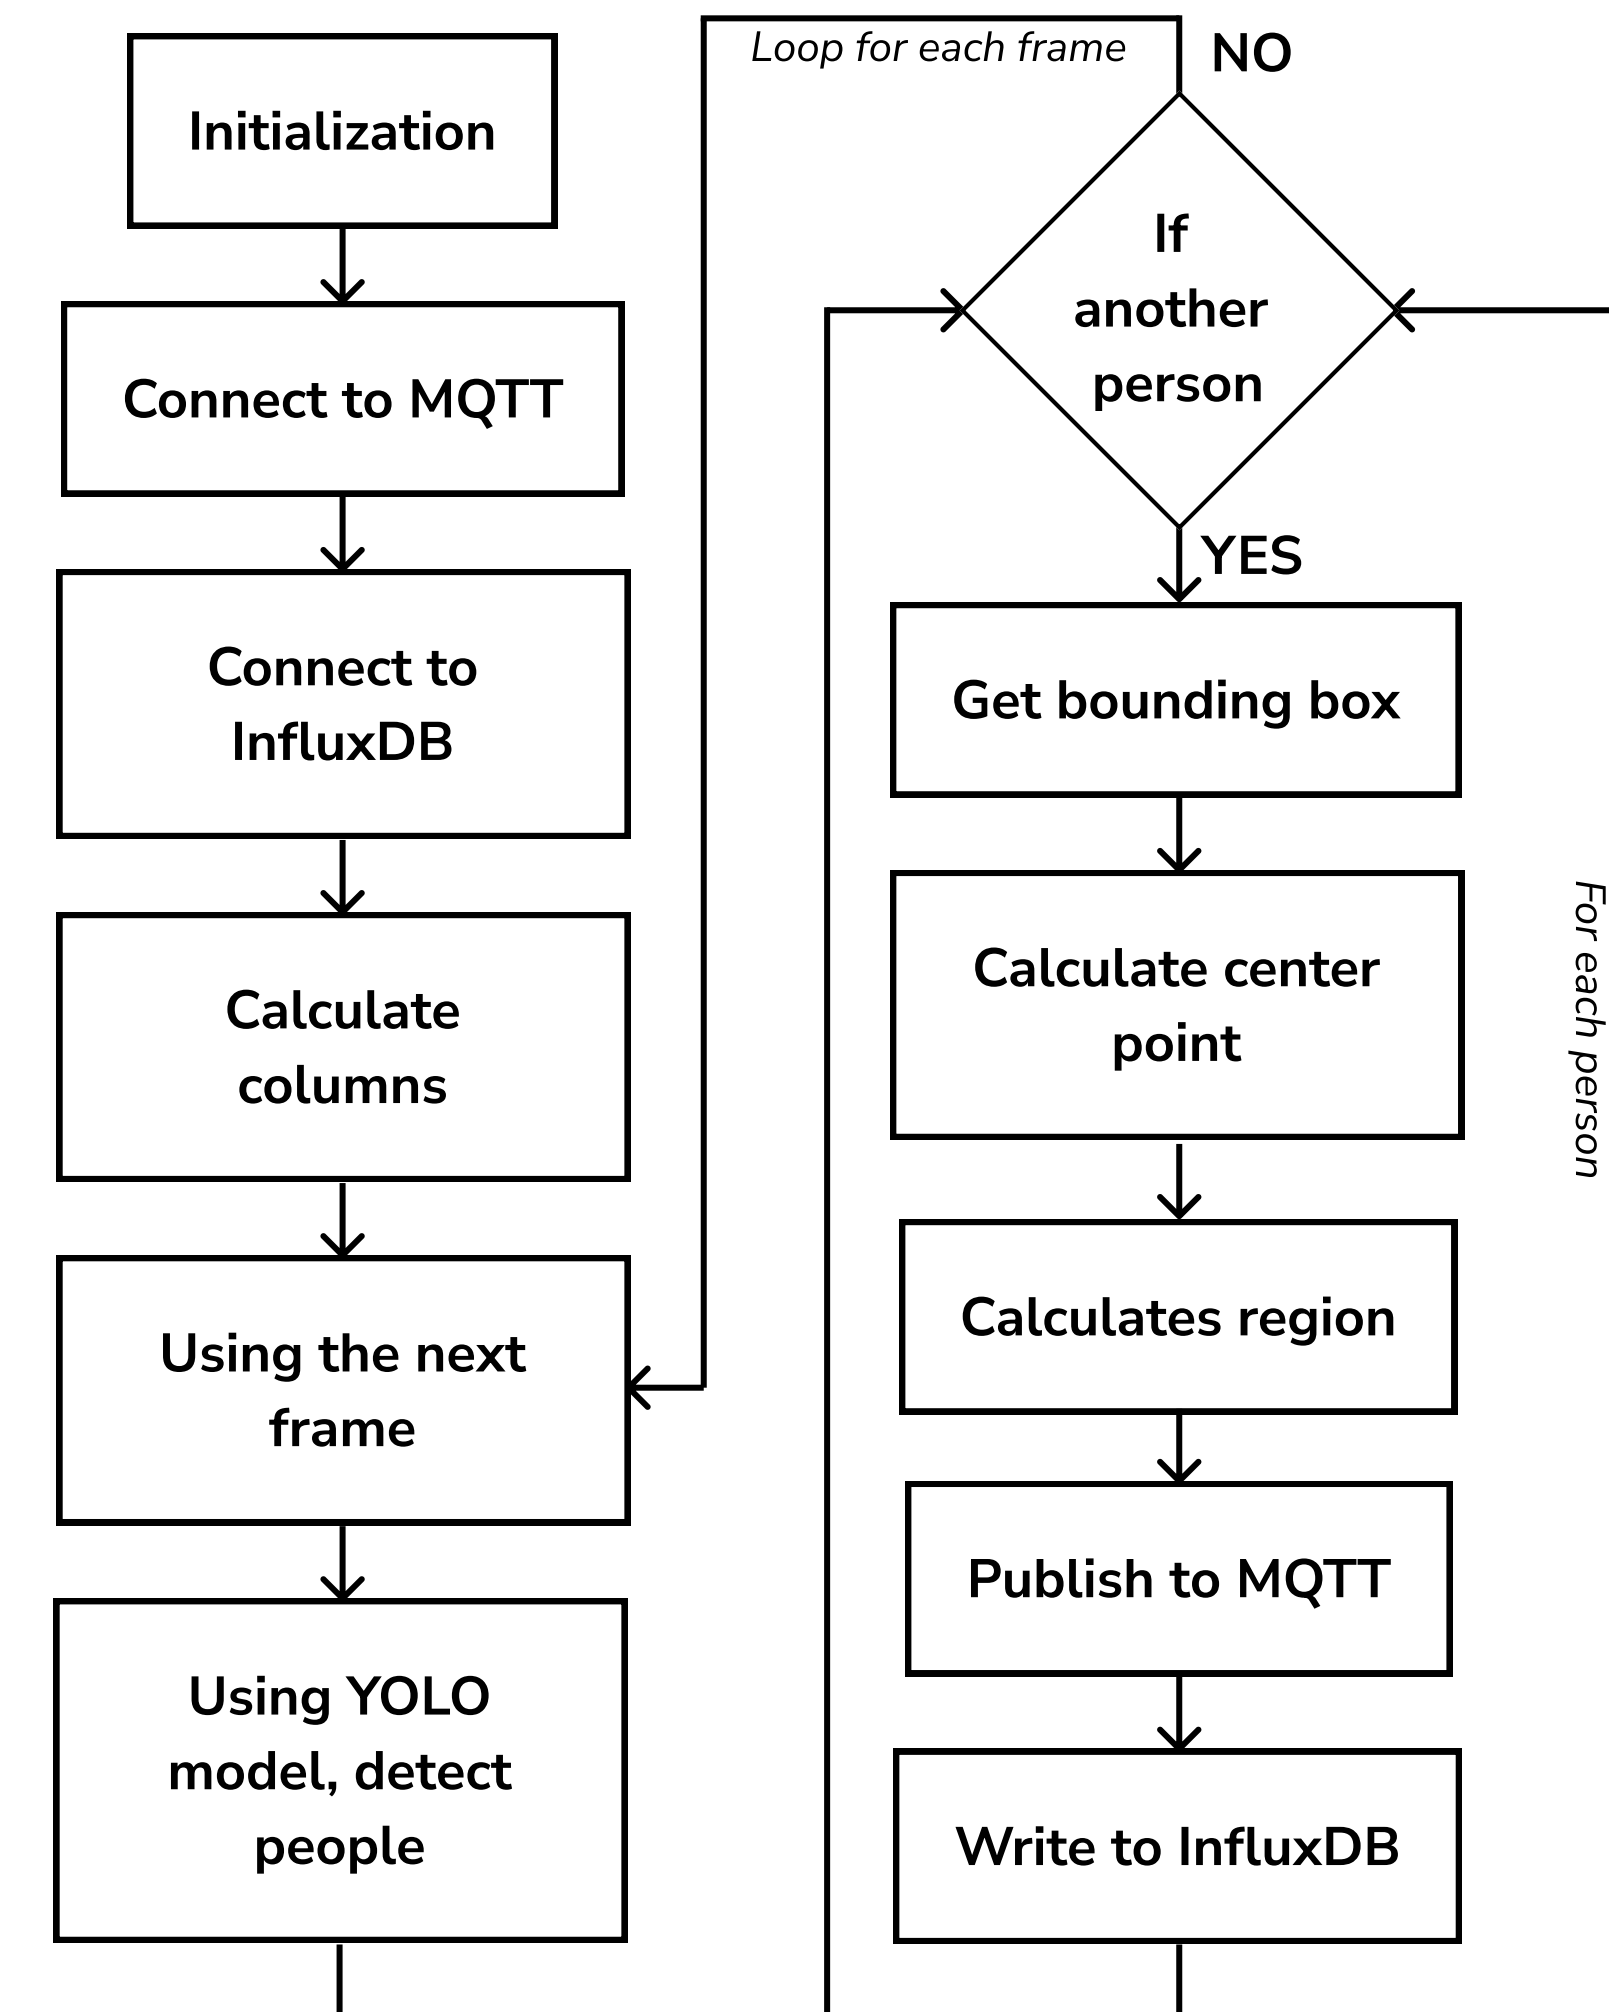 Initialization
Connect to MQTT
Connect to
InfluxDB
Calculate
columns
Using the next
frame
Using YOLO
model, detect
people
Loop for each frame
NO
If
another
person
YES
Get bounding box
Calculate center
point
Calculates region
Publish to MQTT
Write to InfluxDB
For each person